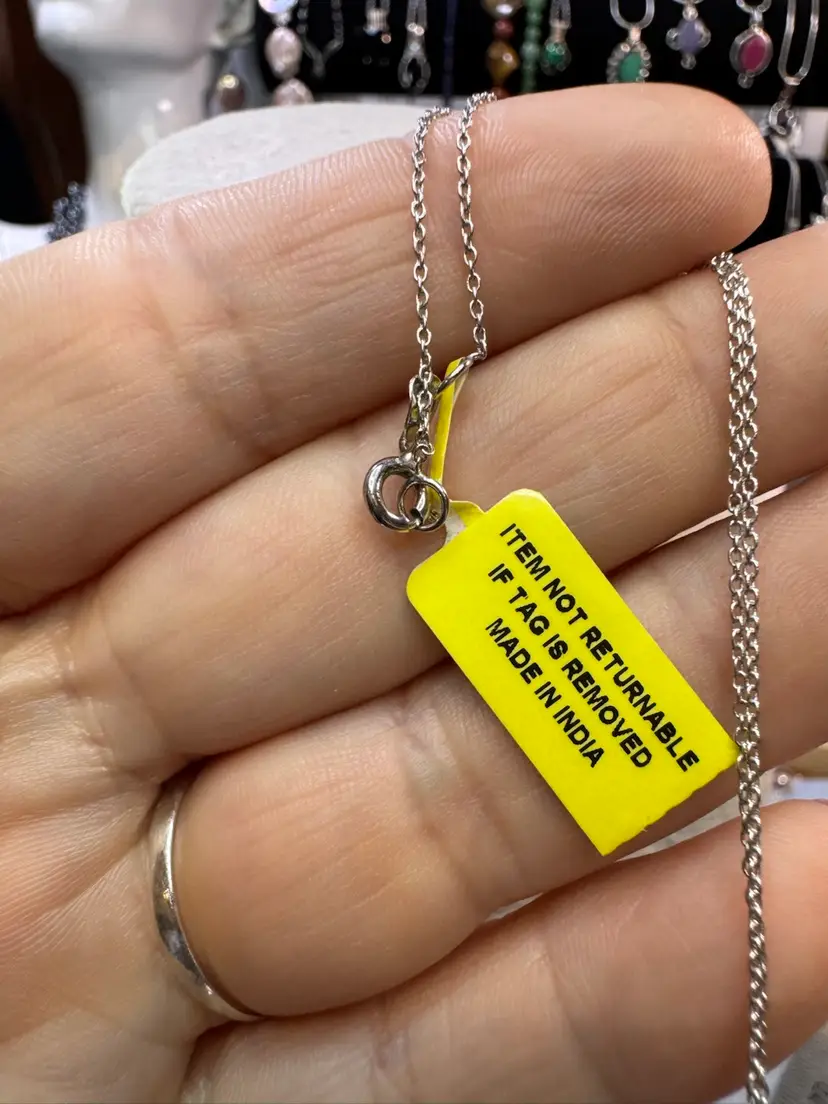 ITEM NOT RETURNABLE
IF TAG IS REMOVED
MADE IN INDIA